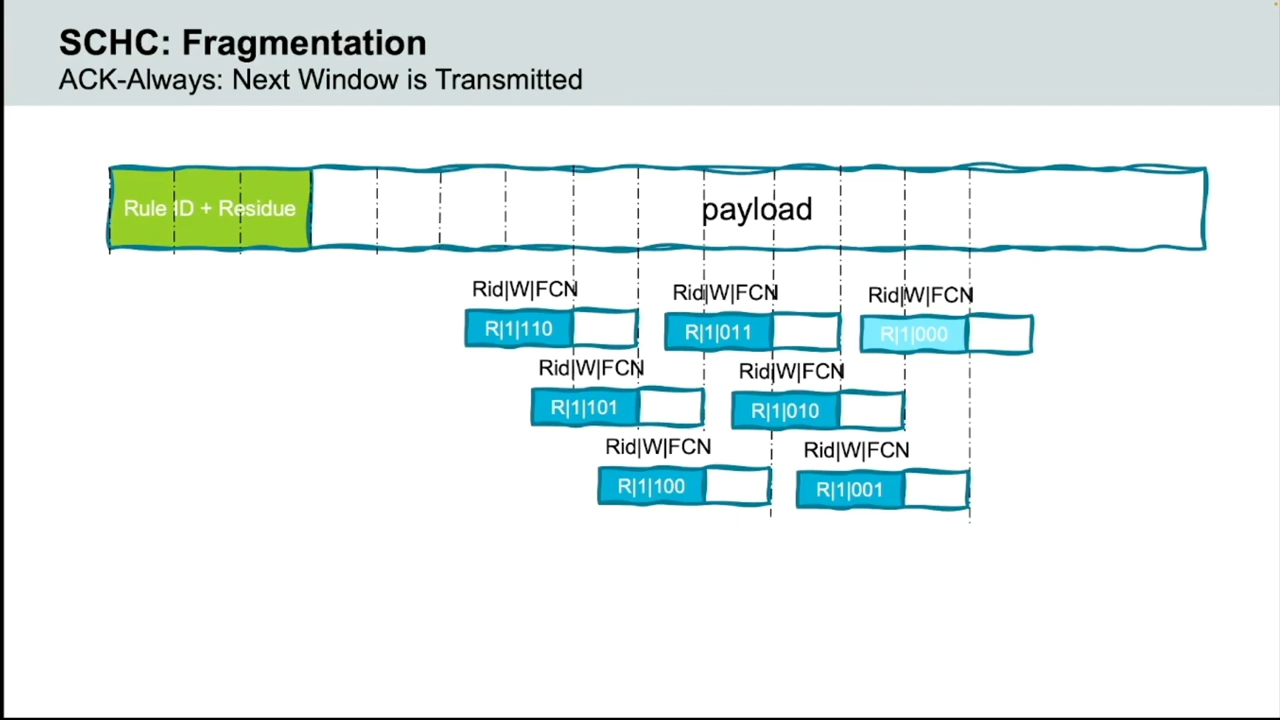 SCHC: Fragmentation
ACK-Always: Next Window is Transmitted
Rule ID + Residue
payload
Rid|W|FCN
R|1|110
Rid|W|FCN
R|1|011
Rid|W|FCN
R|1|000
Rid|W|FCN
R|1|101
Rid|W|FCN
R|1|010
Rid|W|FCN
R|1|100
Rid|W|FCN
R|1|001